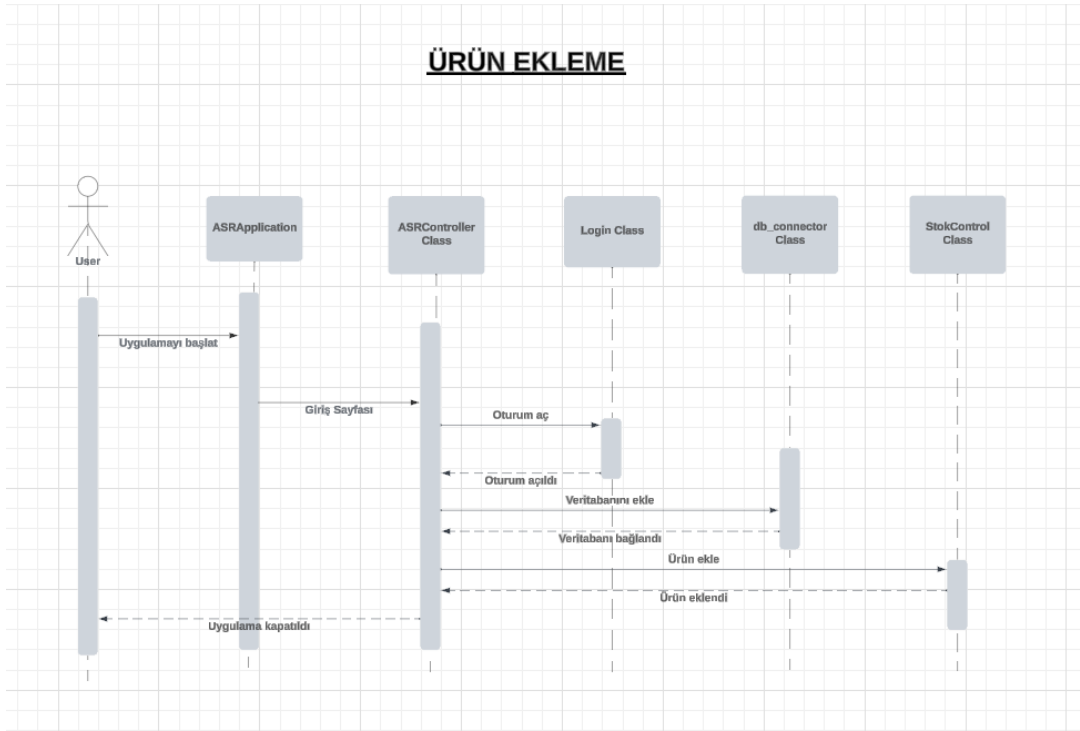 ÜRÜN EKLEME
User
ASRApplication
ASRController
Class
Login Class
db_connector
Class
StokControl
Class
Uygulamayı başlat
Giriş Sayfası
Oturum aç
Oturum açıldı
Veritabanını ekle
Veritabanı bağlandı
Ürün ekle
Ürün eklendi
Uygulama kapatıldı